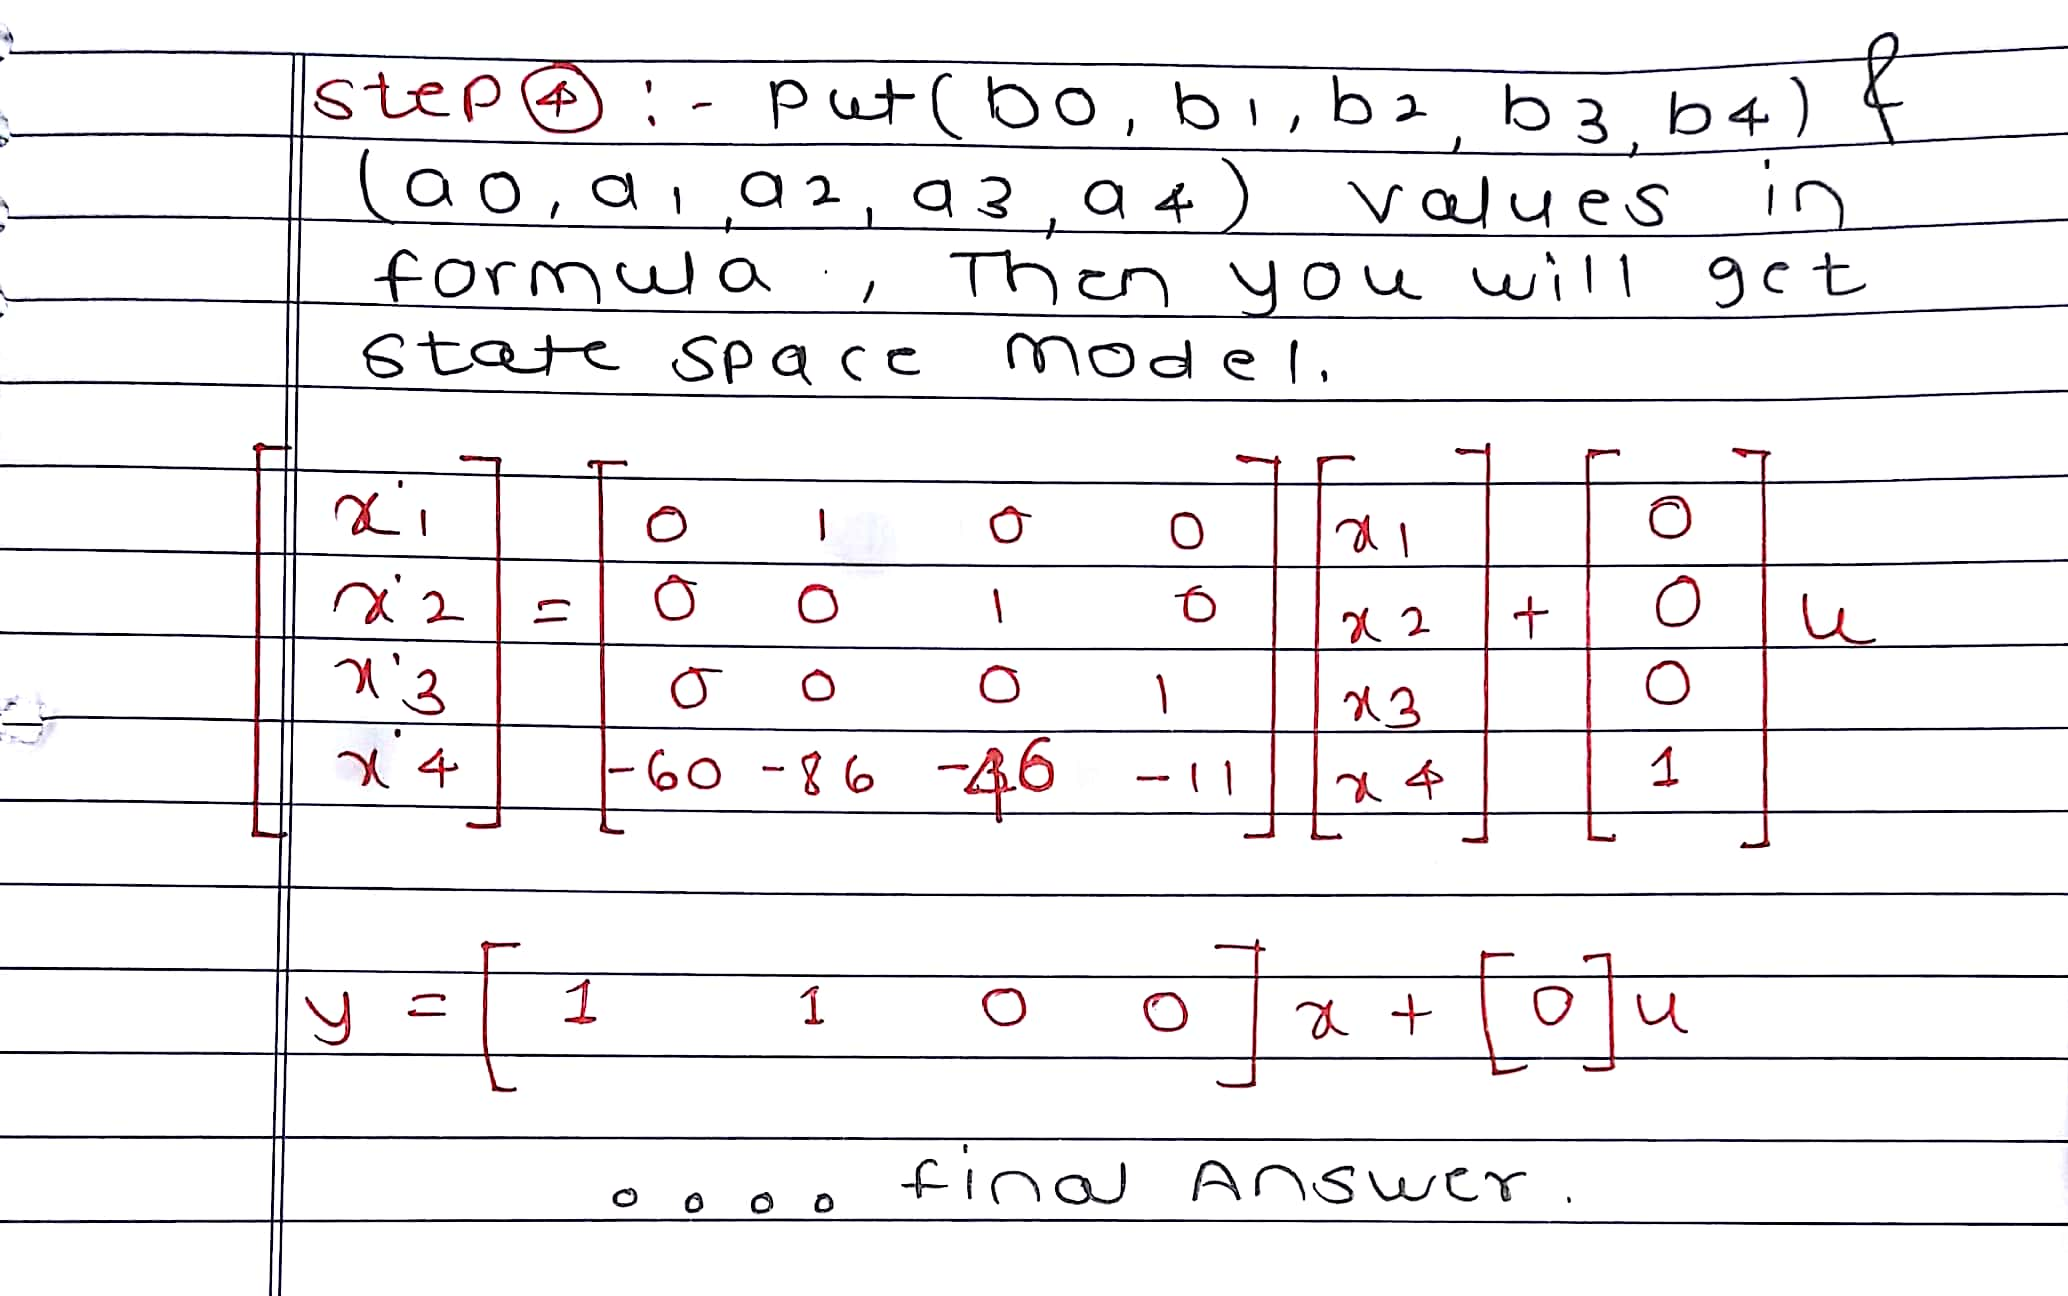 step ④ :- put (b0, b1, b2, b3, b4) &
(a0, a1, a2, a3, a4) values in
formula , Then you will get
state space model.
[ẋ1] [0 1 0 0] [x1] [0]
[ẋ2] = [0 0 1 0] [x2] + [0] u
[ẋ3] [0 0 0 1] [x3] [0]
[ẋ4] [-60 -86 -46 -11] [x4] [1]
y = [1 1 0 0] x + [0] u
.... final Answer.